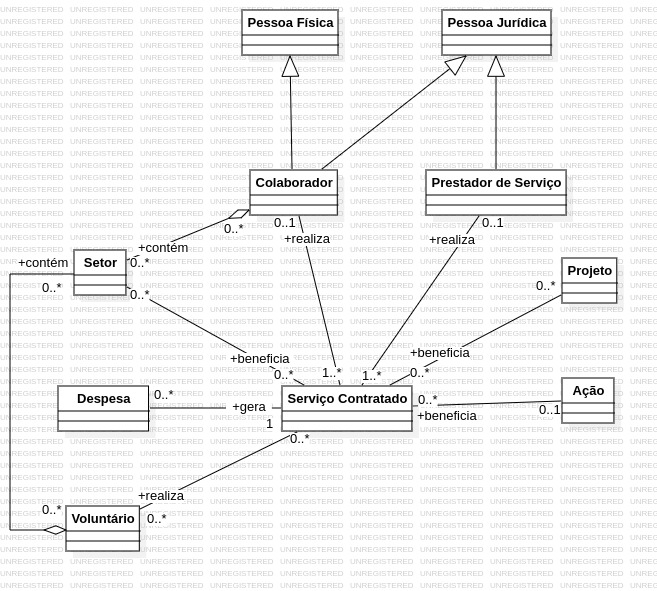 Pessoa Física
Pessoa Jurídica
Colaborador
Prestador de Serviço
0..*
0..1
0..1
+realiza
+realiza
+contém
+contém
Setor
0..*
Projeto
0..*
0..*
0..*
+beneficia
+beneficia
0..*
1..*
1..*
0..*
Despesa
0..*
+gera
1
Serviço Contratado
0..*
+beneficia
Ação
0..1
0..*
+realiza
0..*
Voluntário
0..*
UNREGISTERED